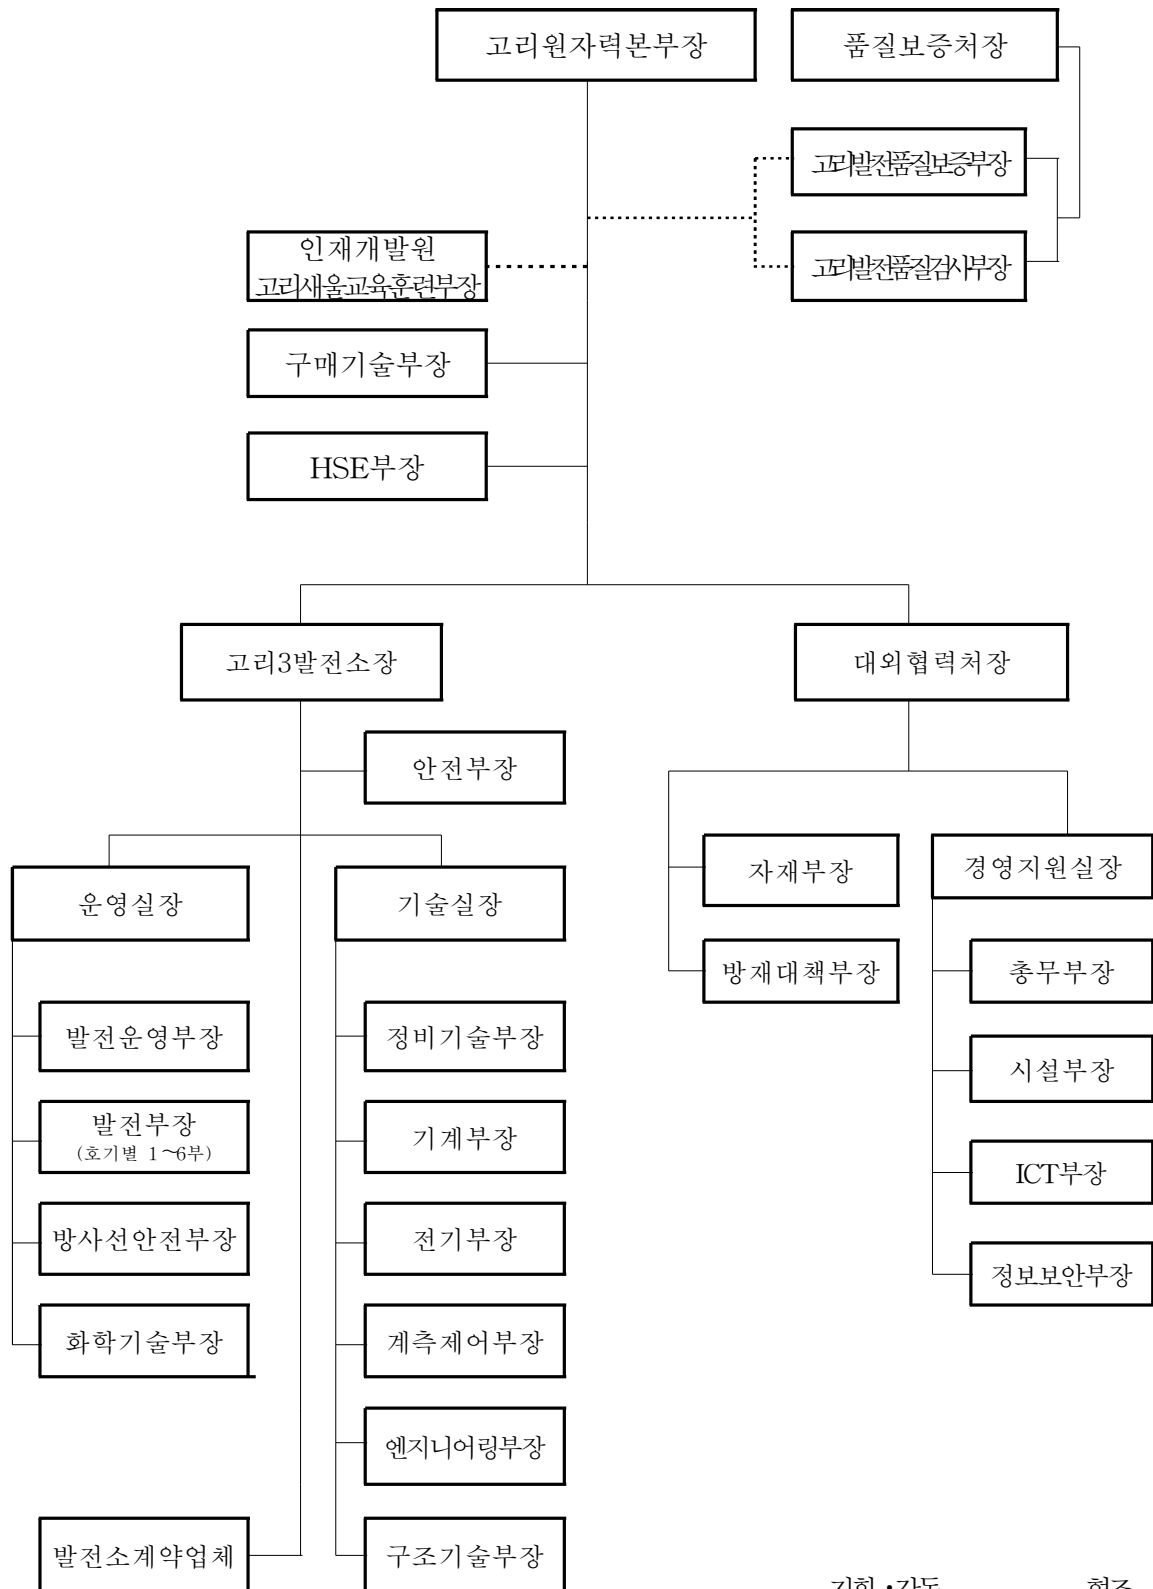 고리원자력본부장
품질보증처장
고리발전품질보증부장
인재개발원
고리새울교육훈련부장
고리발전품질검사부장
구매기술부장
HSE부장
고리3발전소장
대외협력처장
안전부장
운영실장
기술실장
자재부장
경영지원실장
방재대책부장
총무부장
발전운영부장
정비기술부장
시설부장
발전부장
(호기별 1~6부)
기계부장
ICT부장
방사선안전부장
전기부장
정보보안부장
화학기술부장
계측제어부장
엔지니어링부장
발전소계약업체
구조기술부장